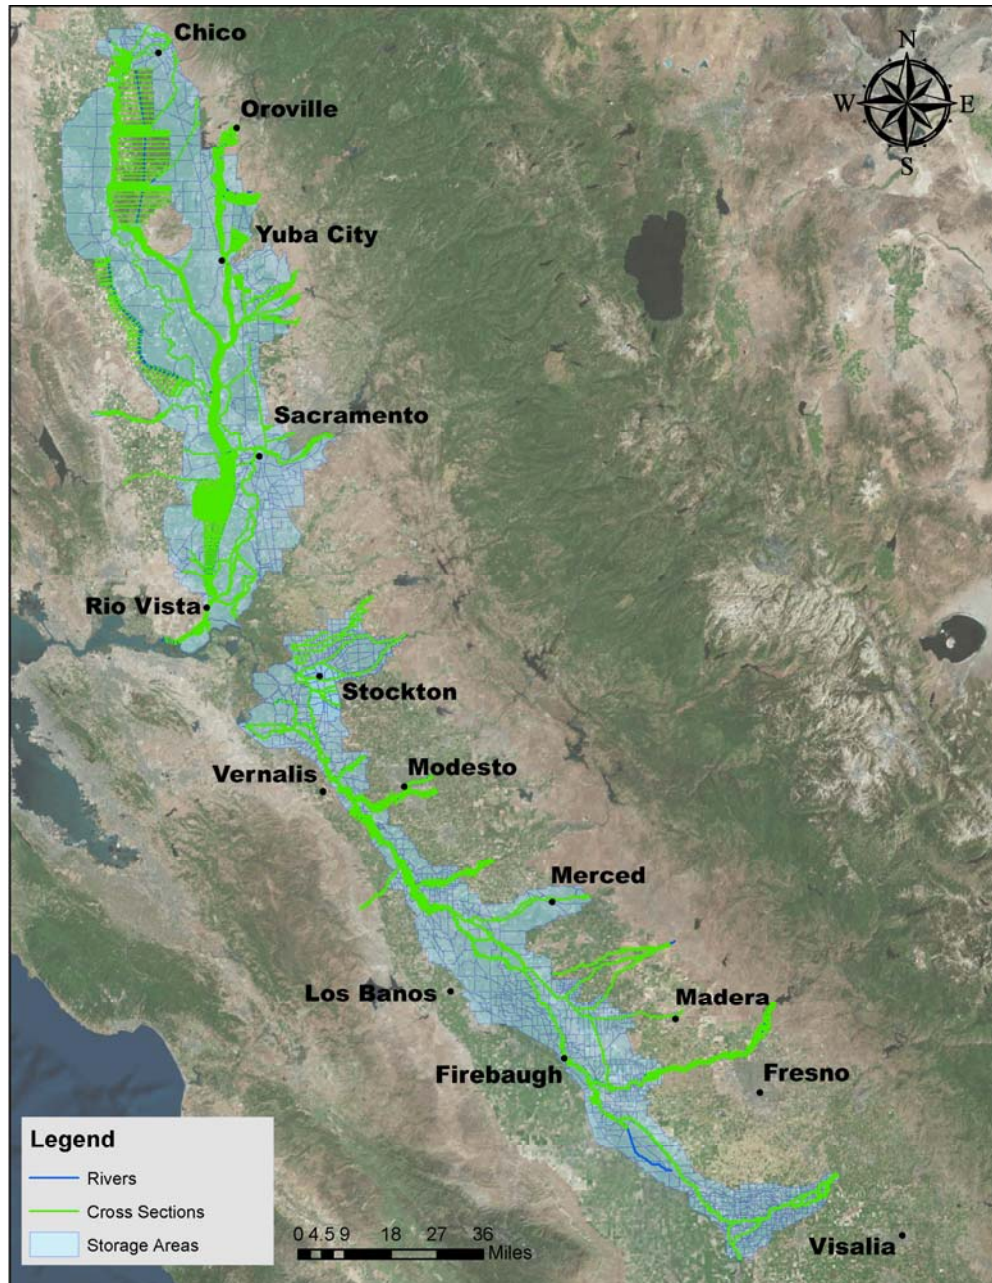 Chico
N
W E
S
Oroville
Yuba City
Sacramento
Rio Vista
Stockton
Vernalis
Modesto
Merced
Los Banos
Madera
Firebaugh
Fresno
Visalia
Legend
Rivers
Cross Sections
Storage Areas
0 4.5 9 18 27 36
Miles